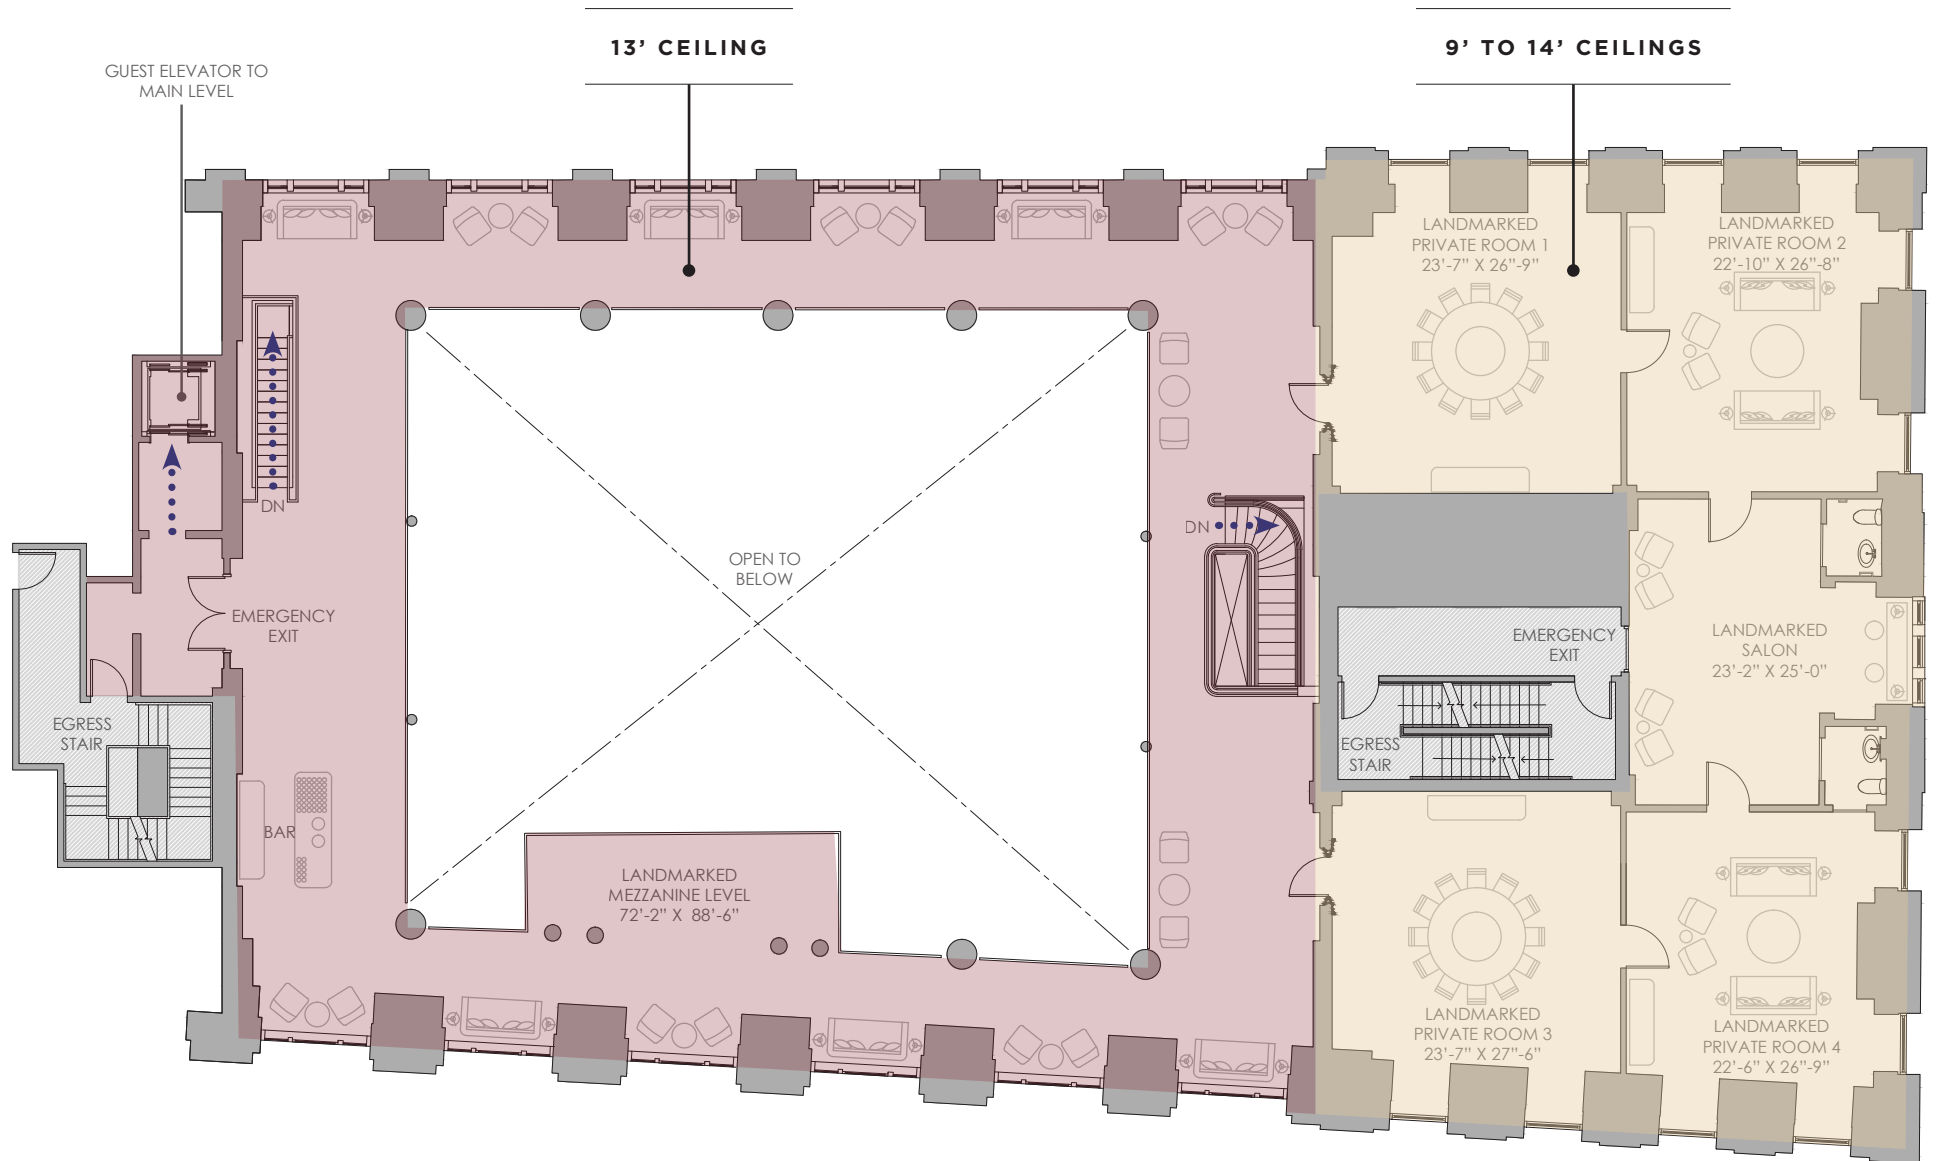 13’ CEILING
9’ TO 14’ CEILINGS
GUEST ELEVATOR TO
MAIN LEVEL
LANDMARKED
PRIVATE ROOM 1
23’-7” X 26”-9”
LANDMARKED
PRIVATE ROOM 2
22’-10” X 26”-8”
DN
DN
OPEN TO
BELOW
EMERGENCY
EXIT
EMERGENCY
EXIT
LANDMARKED
SALON
23’-2” X 25’-0”
EGRESS
STAIR
EGRESS
STAIR
BAR
LANDMARKED
MEZZANINE LEVEL
72’-2” X 88’-6”
LANDMARKED
PRIVATE ROOM 3
23’-7” X 27”-6”
LANDMARKED
PRIVATE ROOM 4
22’-6” X 26”-9”